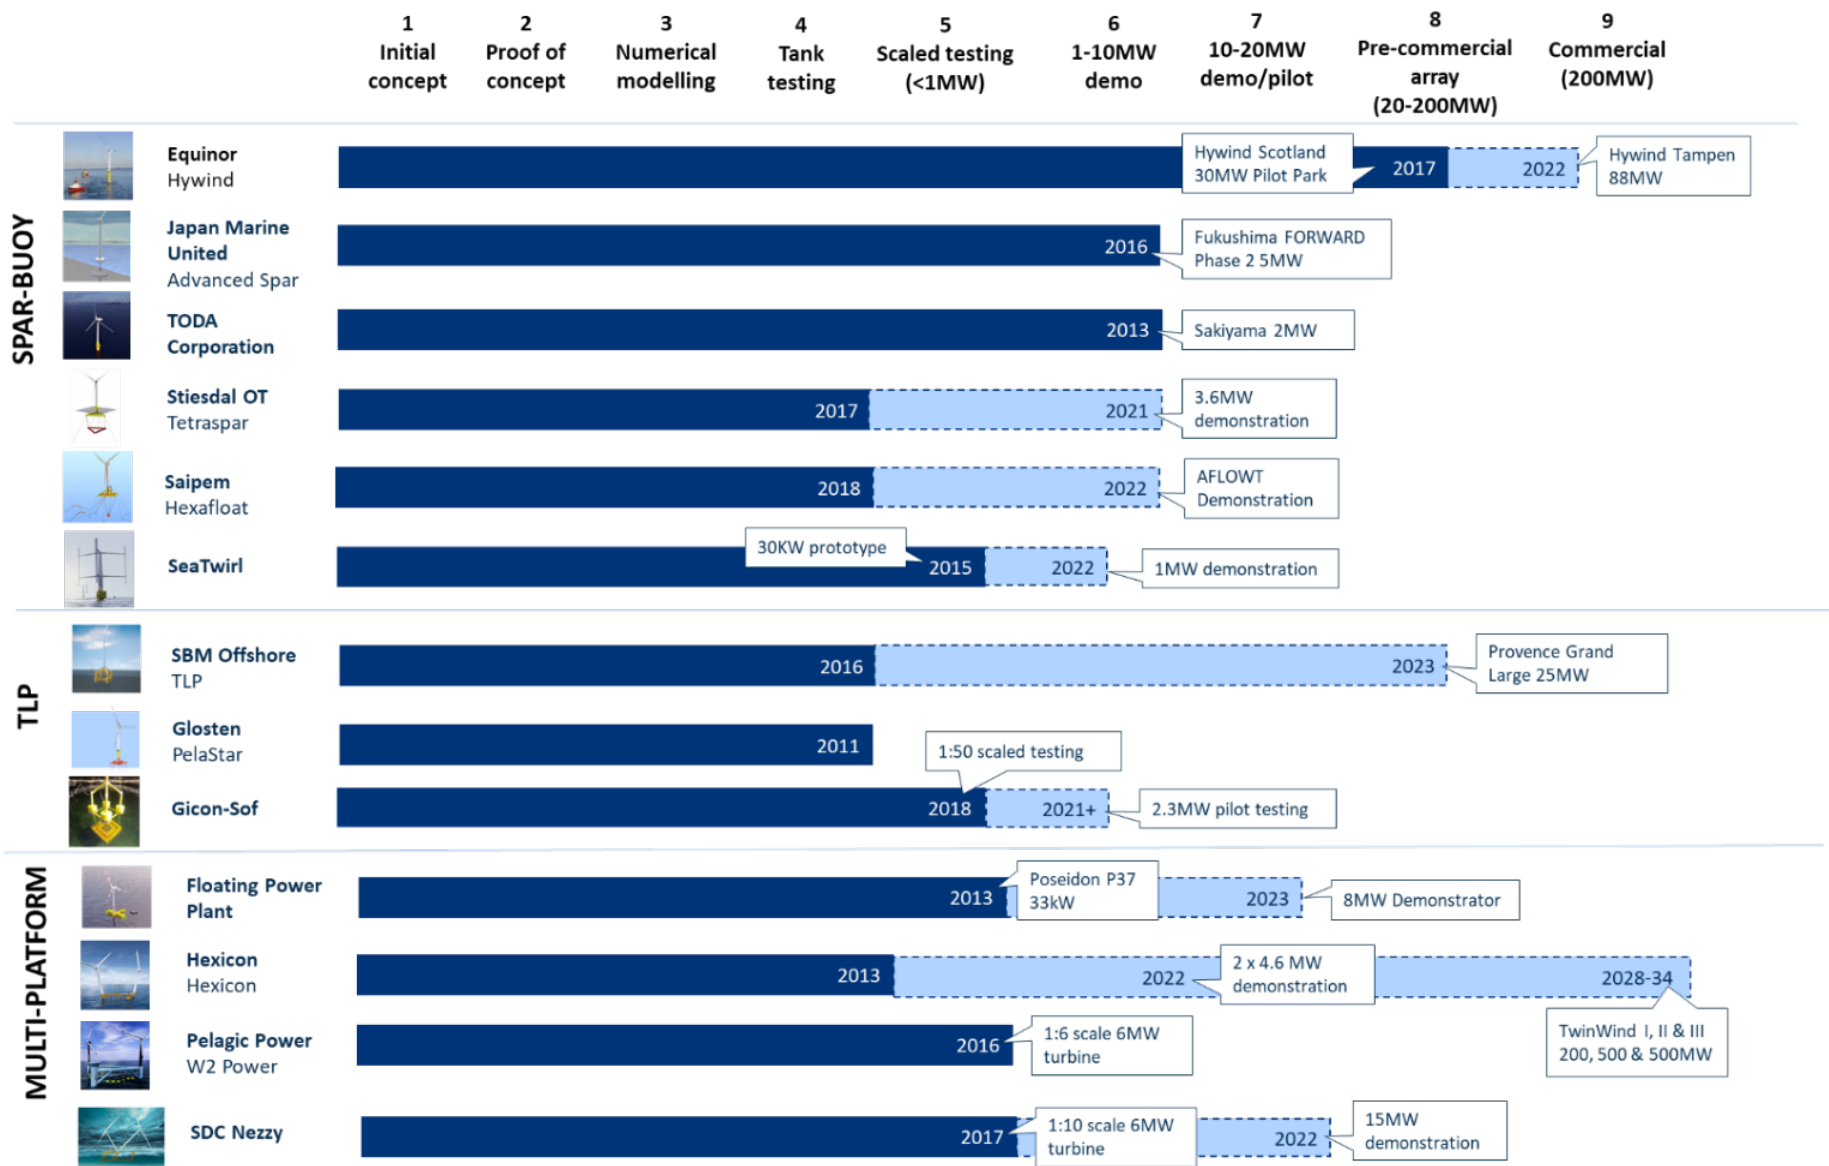 1
Initial
concept
2
Proof of
concept
3
Numerical
modelling
4
Tank
testing
5
Scaled testing
(<1MW)
6
1-10MW
demo
7
10-20MW
demo/pilot
8
Pre-commercial
array
(20-200MW)
9
Commercial
(200MW)
SPAR-BUOY
Equinor
Hywind
Hywind Scotland
30MW Pilot Park
2017
2022
Hywind Tampen
88MW
Japan Marine
United
Advanced Spar
2016
Fukushima FORWARD
Phase 2 5MW
TODA
Corporation
2013
Sakiyama 2MW
Stiesdal OT
Tetraspar
2017
2021
3.6MW
demonstration
Saipem
Hexafloat
2018
2022
AFLOWT
Demonstration
SeaTwirl
30KW prototype
2015
2022
1MW demonstration
TLP
SBM Offshore
TLP
2016
2023
Provence Grand
Large 25MW
Glosten
PelaStar
2011
Gicon-Sof
1:50 scaled testing
2018
2021+
2.3MW pilot testing
MULTI-PLATFORM
Floating Power
Plant
2013
Poseidon P37
33kW
2023
8MW Demonstrator
Hexicon
Hexicon
2013
2022
2 x 4.6 MW
demonstration
2028-34
TwinWind I, II & III
200, 500 & 500MW
Pelagic Power
W2 Power
2016
1:6 scale 6MW
turbine
SDC Nezzy
2017
1:10 scale 6MW
turbine
2022
15MW
demonstration